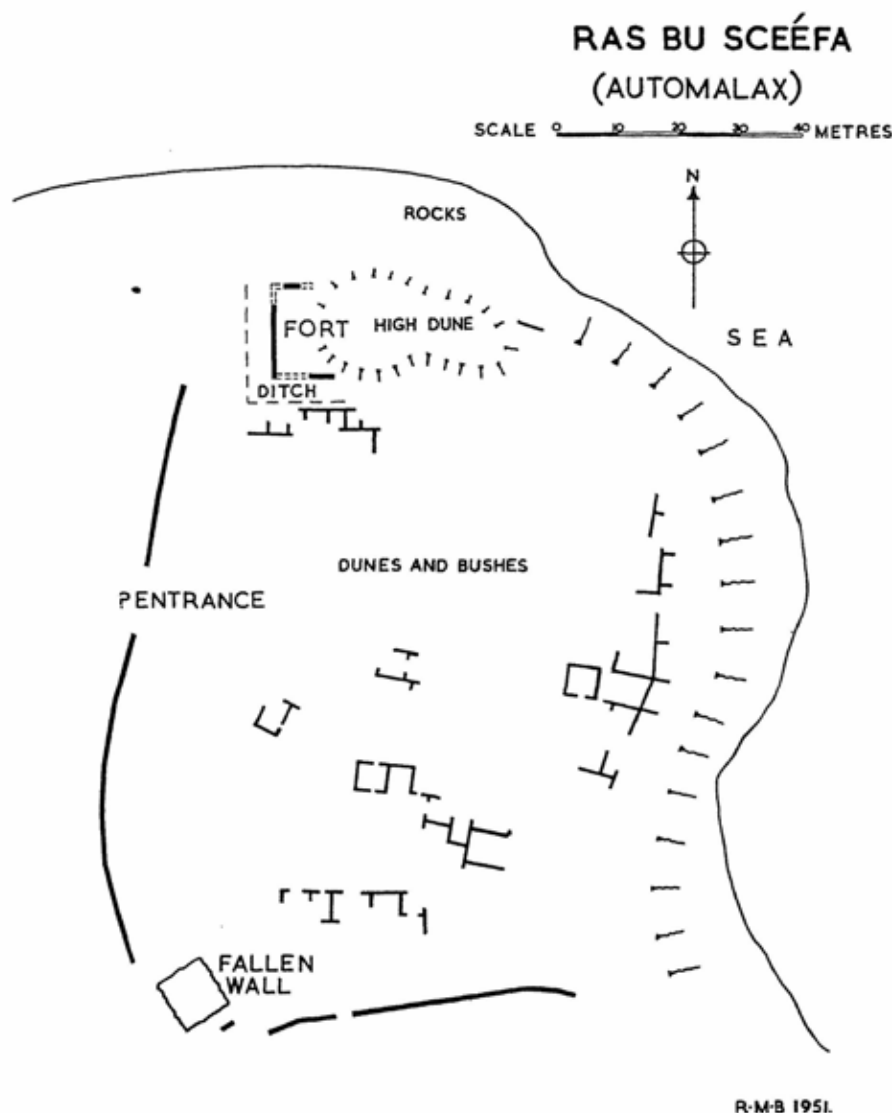 RAS BU SCEÉFA
(AUTOMALAX)
SCALE 0 10 20 30 40 METRES
N
ROCKS
SEA
FORT
HIGH DUNE
DITCH
DUNES AND BUSHES
?ENTRANCE
FALLEN
WALL
R·M·B 1951.